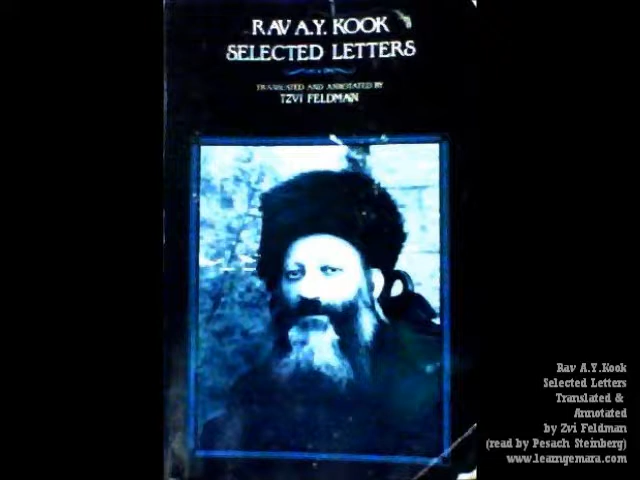 RAV A.Y. KOOK
SELECTED LETTERS
TRANSLATED AND ANNOTATED BY
TZVI FELDMAN
Rav A.Y.Kook
Selected Letters
Translated &
Annotated
by Zvi Feldman
(read by Pesach Steinberg)
www.learngemara.com